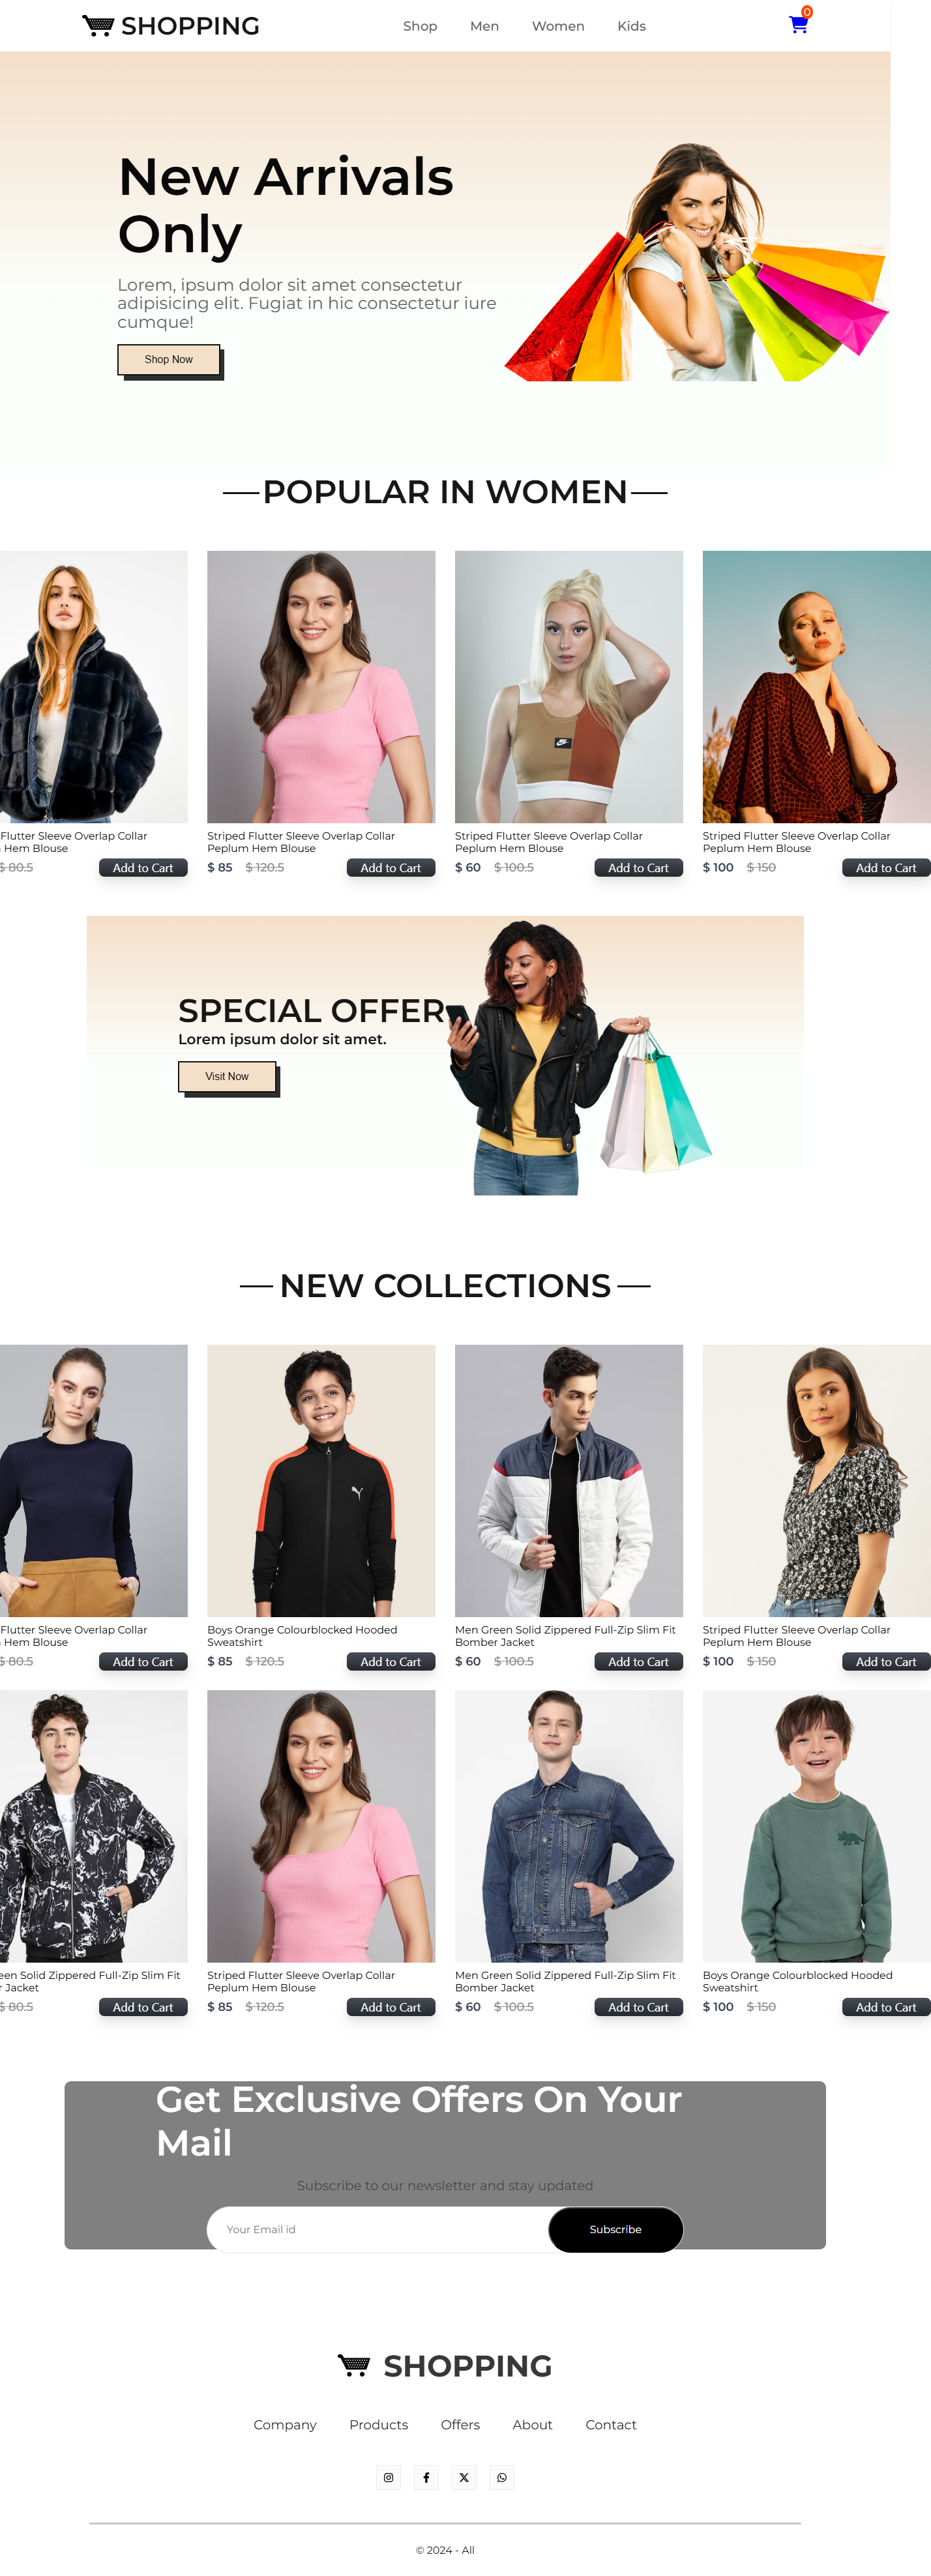 SHOPPING
Shop Men Women Kids
0
New Arrivals
Only
Lorem, ipsum dolor sit amet consectetur
adipisicing elit. Fugiat in hic consectetur iure
cumque!
Shop Now
POPULAR IN WOMEN
Flutter Sleeve Overlap Collar
Hem Blouse
$ 80.5 Add to Cart
Striped Flutter Sleeve Overlap Collar
Peplum Hem Blouse
$ 85 $ 120.5 Add to Cart
Striped Flutter Sleeve Overlap Collar
Peplum Hem Blouse
$ 60 $ 100.5 Add to Cart
Striped Flutter Sleeve Overlap Collar
Peplum Hem Blouse
$ 100 $ 150 Add to Cart
SPECIAL OFFER
Lorem ipsum dolor sit amet.
Visit Now
NEW COLLECTIONS
Flutter Sleeve Overlap Collar
Hem Blouse
$ 80.5 Add to Cart
Boys Orange Colourblocked Hooded
Sweatshirt
$ 85 $ 120.5 Add to Cart
Men Green Solid Zippered Full-Zip Slim Fit
Bomber Jacket
$ 60 $ 100.5 Add to Cart
Striped Flutter Sleeve Overlap Collar
Peplum Hem Blouse
$ 100 $ 150 Add to Cart
een Solid Zippered Full-Zip Slim Fit
r Jacket
$ 80.5 Add to Cart
Striped Flutter Sleeve Overlap Collar
Peplum Hem Blouse
$ 85 $ 120.5 Add to Cart
Men Green Solid Zippered Full-Zip Slim Fit
Bomber Jacket
$ 60 $ 100.5 Add to Cart
Boys Orange Colourblocked Hooded
Sweatshirt
$ 100 $ 150 Add to Cart
Get Exclusive Offers On Your
Mail
Subscribe to our newsletter and stay updated
Your Email id
Subscribe
SHOPPING
Company Products Offers About Contact
© 2024 - All